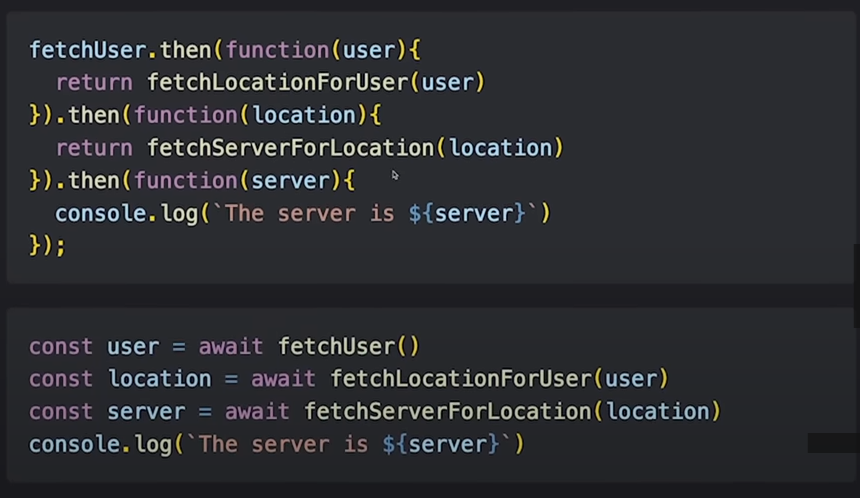 fetchUser.then(function(user){
  return fetchLocationForUser(user)
}).then(function(location){
  return fetchServerForLocation(location)
}).then(function(server){
  console.log(`The server is ${server}`)
});
const user = await fetchUser()
const location = await fetchLocationForUser(user)
const server = await fetchServerForLocation(location)
console.log(`The server is ${server}`)